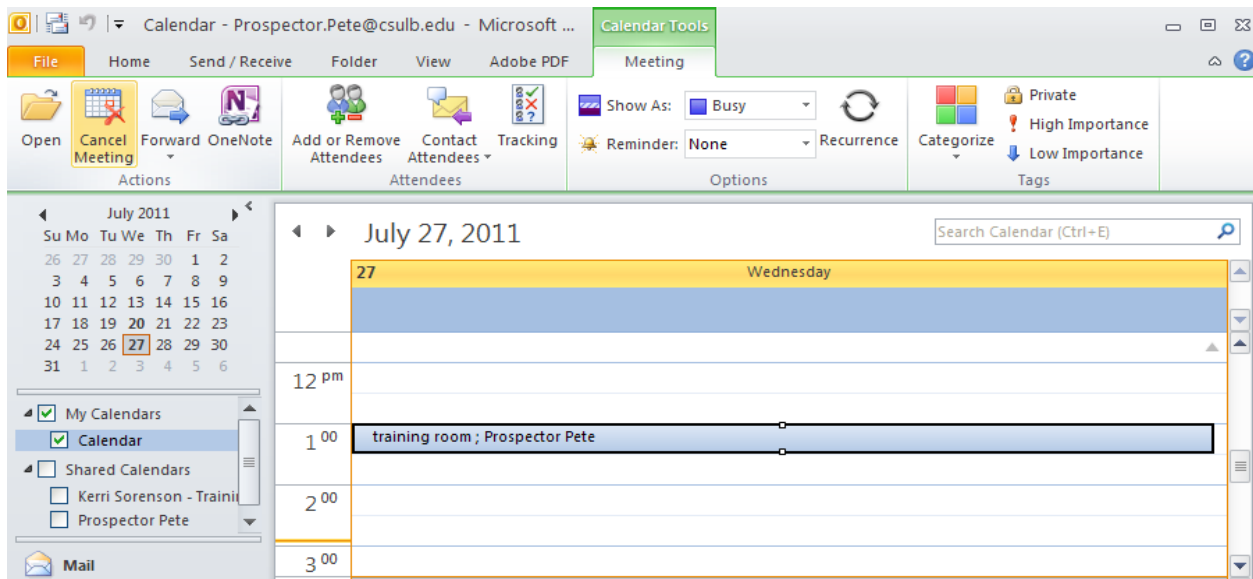 Calendar - Prospector.Pete@csulb.edu - Microsoft ...
Calendar Tools
File Home Send / Receive Folder View Adobe PDF Meeting
Open
Cancel Meeting
Forward
OneNote
Actions
Add or Remove Attendees
Contact Attendees
Tracking
Attendees
Show As: Busy
Reminder: None
Recurrence
Options
Categorize
Private
High Importance
Low Importance
Tags
July 2011
Su Mo Tu We Th Fr Sa
26 27 28 29 30 1 2
3 4 5 6 7 8 9
10 11 12 13 14 15 16
17 18 19 20 21 22 23
24 25 26 27 28 29 30
31 1 2 3 4 5 6
My Calendars
Calendar
Shared Calendars
Kerri Sorenson - Traini
Prospector Pete
Mail
July 27, 2011
Search Calendar (Ctrl+E)
27 Wednesday
12 pm
1 00 training room ; Prospector Pete
2 00
3 00